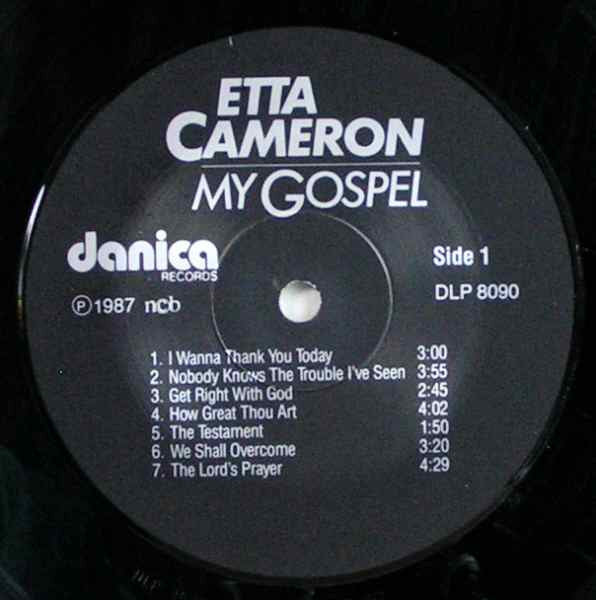 ETTA
CAMERON
MY GOSPEL
danica
RECORDS
Side 1
℗ 1987 ncb
DLP 8090
1. I Wanna Thank You Today 3:00
2. Nobody Knows The Trouble I've Seen 3:55
3. Get Right With God 2:45
4. How Great Thou Art 4:02
5. The Testament 1:50
6. We Shall Overcome 3:20
7. The Lord's Prayer 4:29
DLP